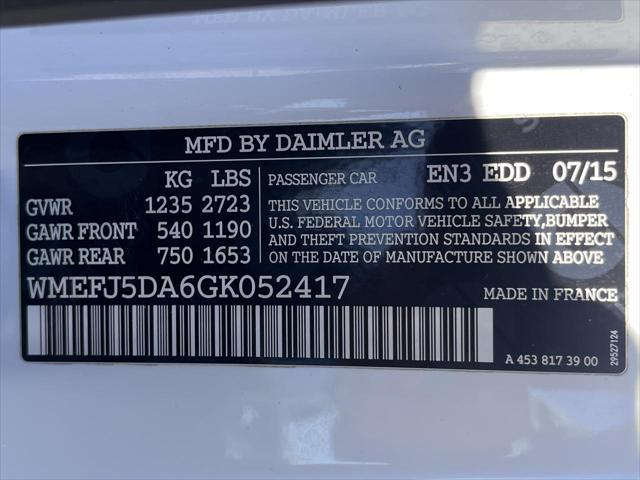 MFD BY DAIMLER AG
KG LBS
GVWR 1235 2723
GAWR FRONT 540 1190
GAWR REAR 750 1653
PASSENGER CAR EN3 EDD 07/15
THIS VEHICLE CONFORMS TO ALL APPLICABLE
U.S. FEDERAL MOTOR VEHICLE SAFETY,BUMPER
AND THEFT PREVENTION STANDARDS IN EFFECT
ON THE DATE OF MANUFACTURE SHOWN ABOVE
WMEFJ5DA6GK052417 MADE IN FRANCE
A 453 817 39 00
29527124